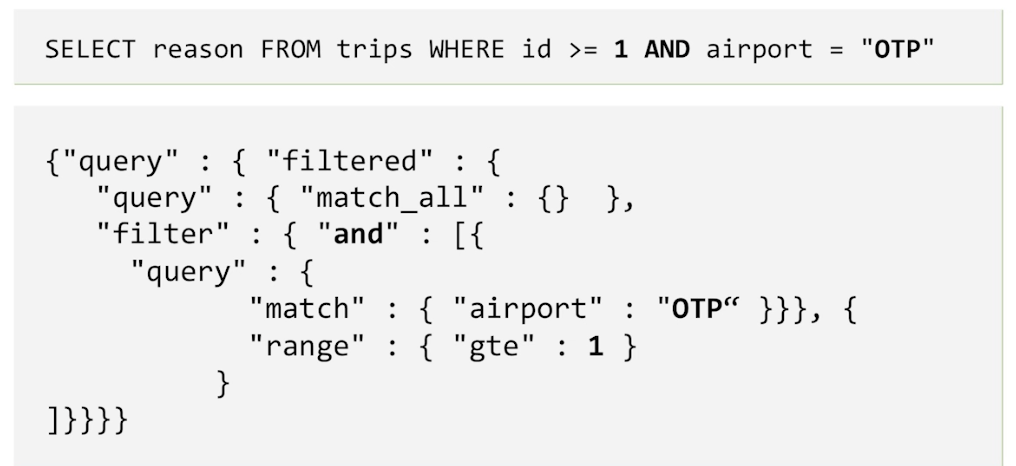 SELECT reason FROM trips WHERE id >= 1 AND airport = "OTP"
{"query" : { "filtered" : {
"query" : { "match_all" : {} },
"filter" : { "and" : [{
"query" : {
"match" : { "airport" : "OTP“ }}}, {
"range" : { "gte" : 1 }
}
]}}}}